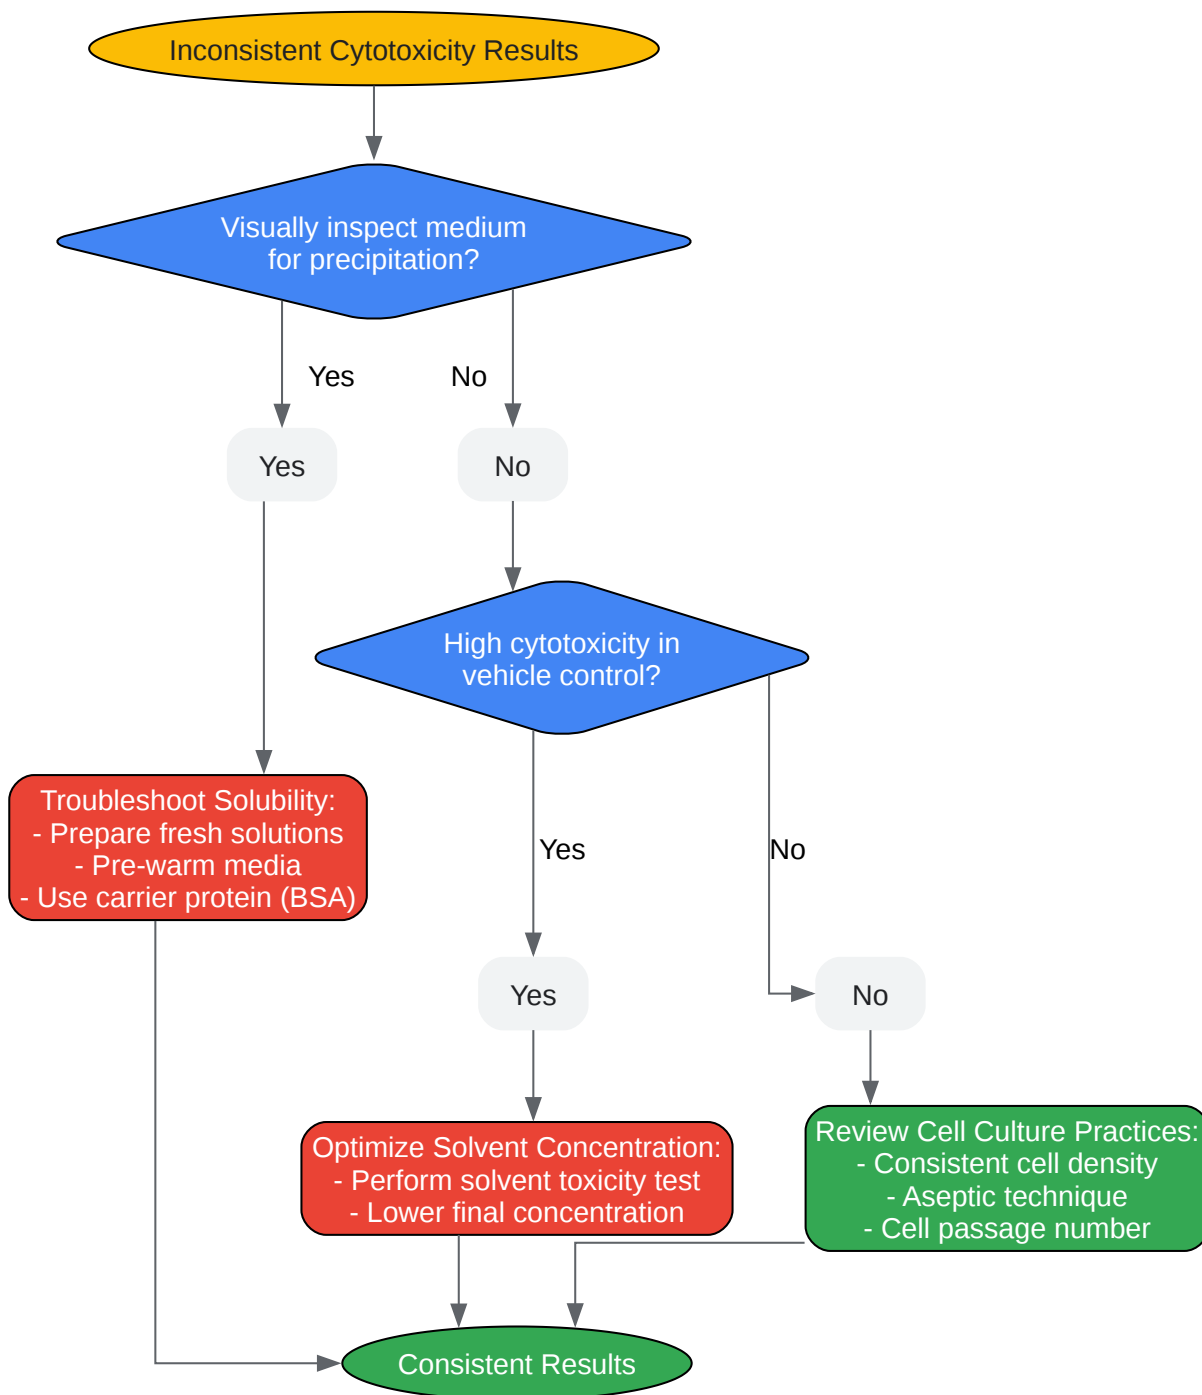 Inconsistent Cytotoxicity Results
Visually inspect medium
for precipitation?
Yes
No
Yes
No
High cytotoxicity in
vehicle control?
Troubleshoot Solubility:
- Prepare fresh solutions
- Pre-warm media
- Use carrier protein (BSA)
Yes
No
Yes
No
Optimize Solvent Concentration:
- Perform solvent toxicity test
- Lower final concentration
Review Cell Culture Practices:
- Consistent cell density
- Aseptic technique
- Cell passage number
Consistent Results